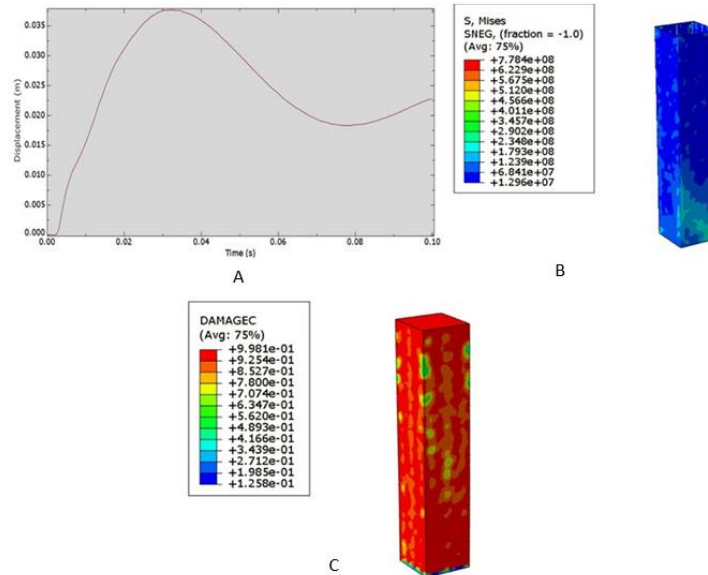 0.035
0.030
0.025
0.020
0.015
0.010
0.005
0.000
Displacement (m)
0.00 0.02 0.04 0.06 0.08 0.10
Time (s)
A
S, Mises
SNEG, (fraction = -1.0)
(Avg: 75%)
+7.784e+08
+6.229e+08
+5.675e+08
+5.120e+08
+4.566e+08
+4.011e+08
+3.457e+08
+2.902e+08
+2.348e+08
+1.793e+08
+1.239e+08
+6.841e+07
+1.296e+07
B
DAMAGEC
(Avg: 75%)
+9.981e-01
+9.254e-01
+8.527e-01
+7.800e-01
+7.074e-01
+6.347e-01
+5.620e-01
+4.893e-01
+4.166e-01
+3.439e-01
+2.712e-01
+1.985e-01
+1.258e-01
C